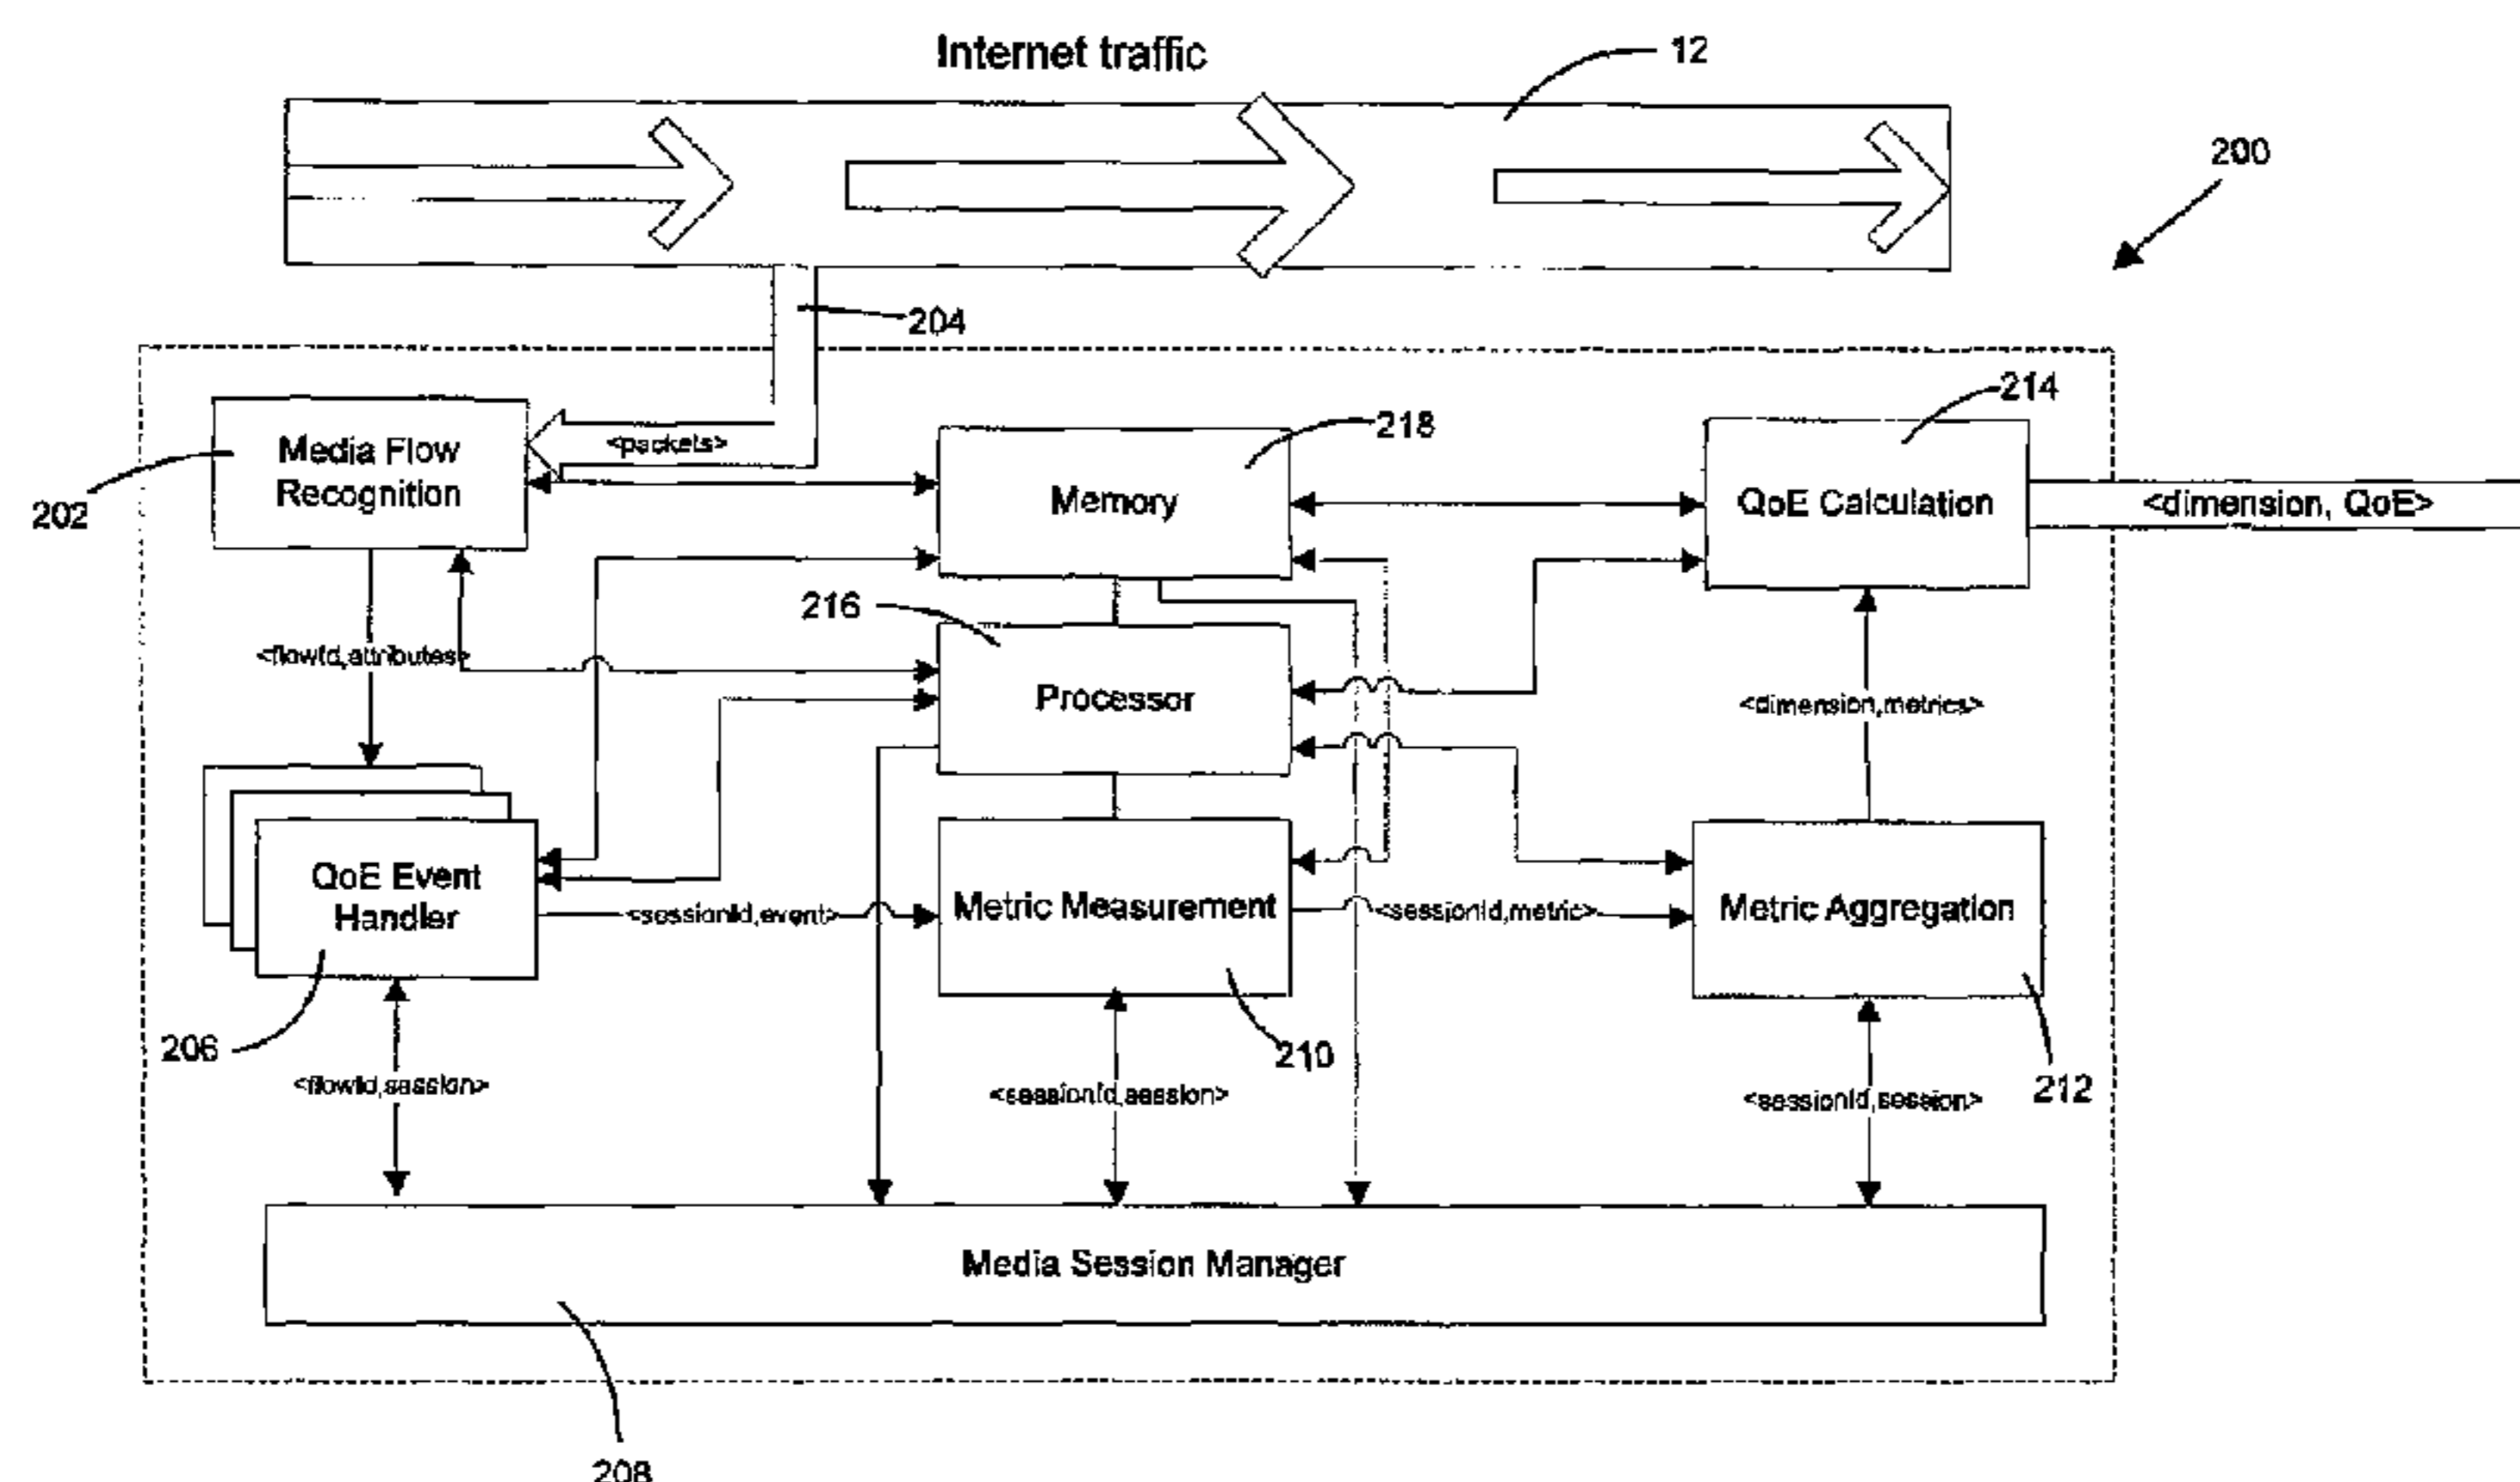 Internet traffic
12
200
204
214
218
Media Flow
Recognition
<packets>
202
Memory
QoE Calculation
<dimension, QoE>
216
<flowId,attributes>
Processor
<dimension,metrics>
QoE Event
Handler
<sessionId,event>
Metric Measurement
<sessionId,metric>
Metric Aggregation
206
210
212
<flowId,session>
<sessionId,session>
<sessionId,session>
Media Session Manager
208